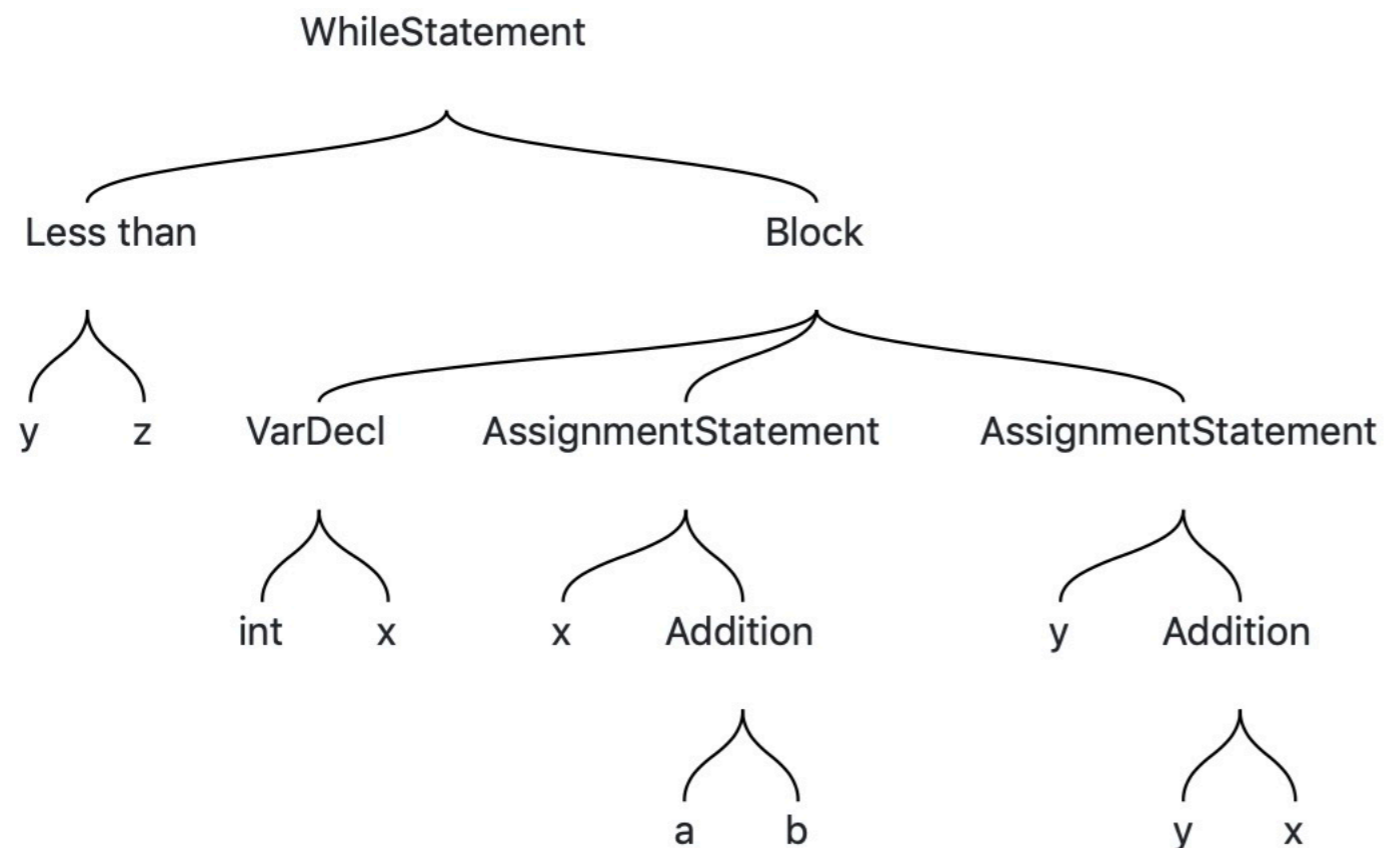 WhileStatement
Less than Block
y z VarDecl AssignmentStatement AssignmentStatement
int x x Addition y Addition
a b y x